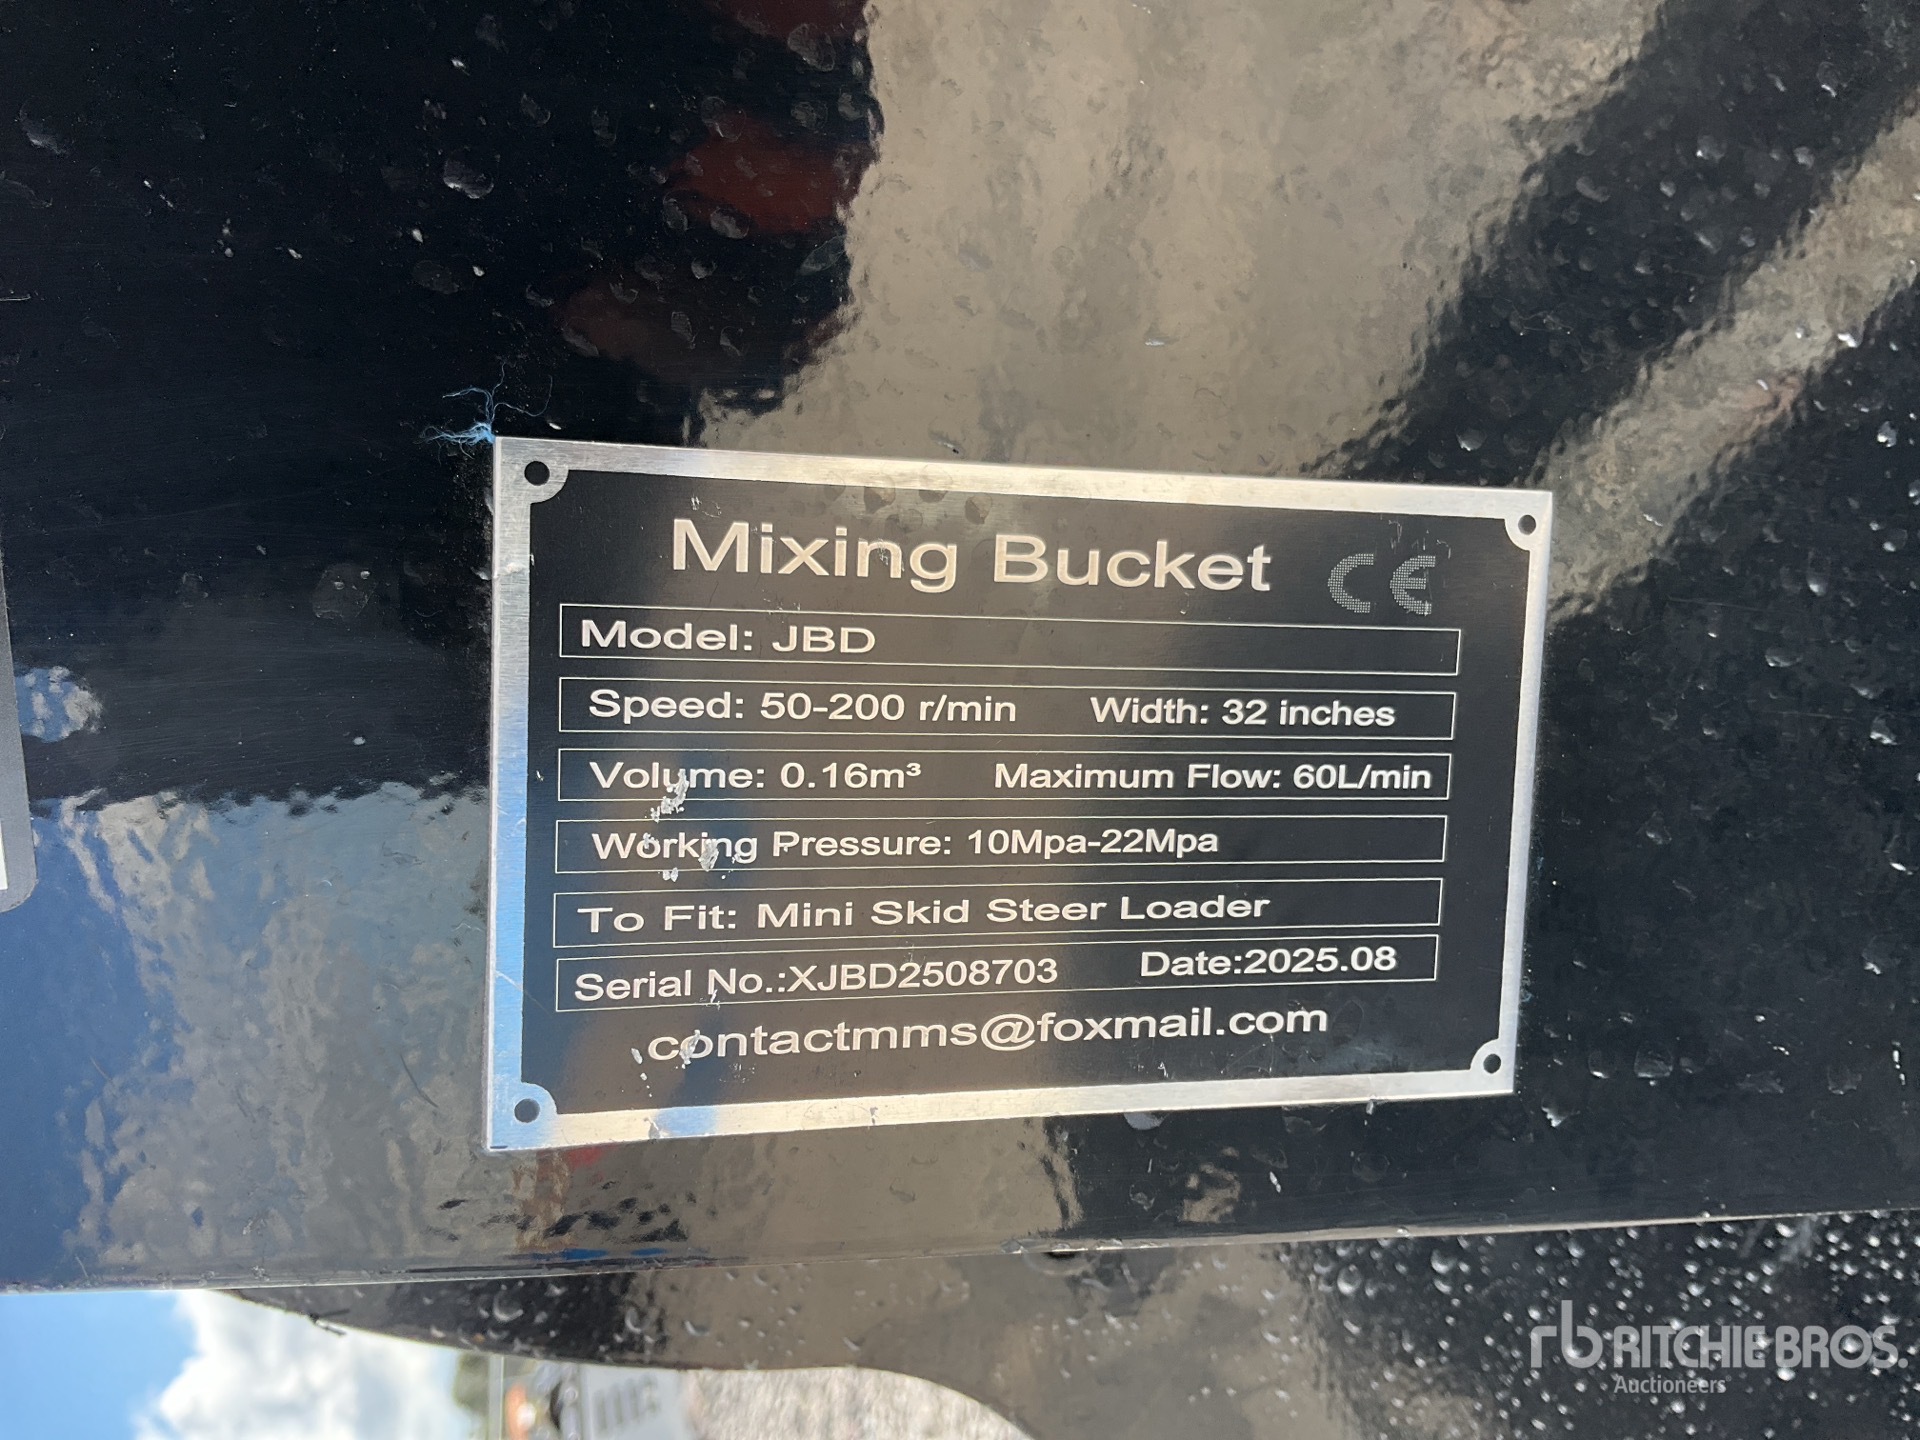 Mixing Bucket CE
Model: JBD
Speed: 50-200 r/min Width: 32 inches
Volume: 0.16m³ Maximum Flow: 60L/min
Working Pressure: 10Mpa-22Mpa
To Fit: Mini Skid Steer Loader
Serial No.:XJBD2508703 Date:2025.08
contactmms@foxmail.com
rb RITCHIE BROS.
Auctioneers